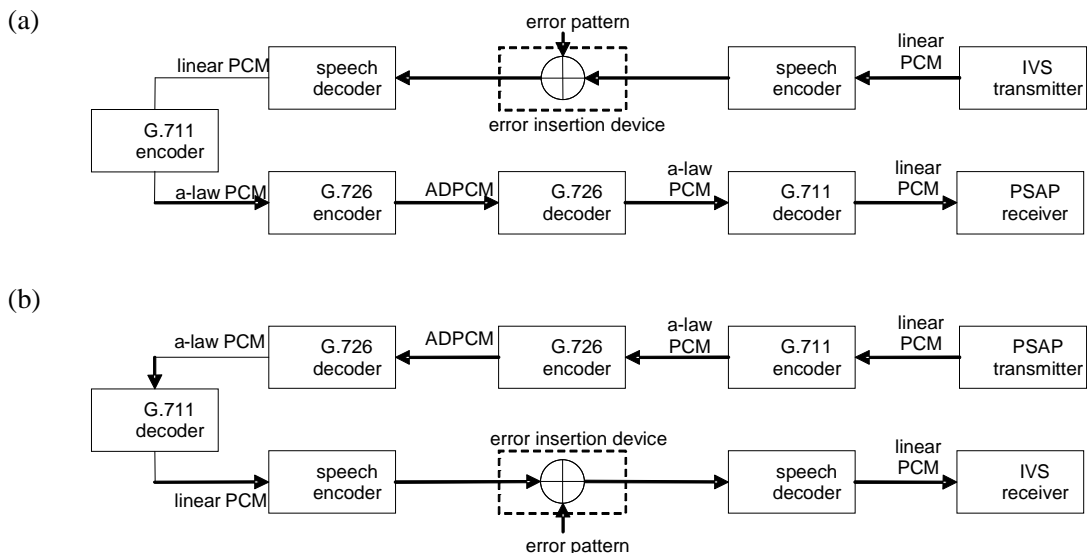 (a)
error pattern
linear PCM
speech
decoder
speech
encoder
linear
PCM
IVS
transmitter
error insertion device
G.711
encoder
a-law PCM
G.726
encoder
ADPCM
G.726
decoder
a-law
PCM
G.711
decoder
linear
PCM
PSAP
receiver
(b)
a-law PCM
G.726
decoder
ADPCM
G.726
encoder
a-law
PCM
G.711
encoder
linear
PCM
PSAP
transmitter
G.711
decoder
error insertion device
linear PCM
speech
encoder
speech
decoder
linear
PCM
IVS
receiver
error pattern